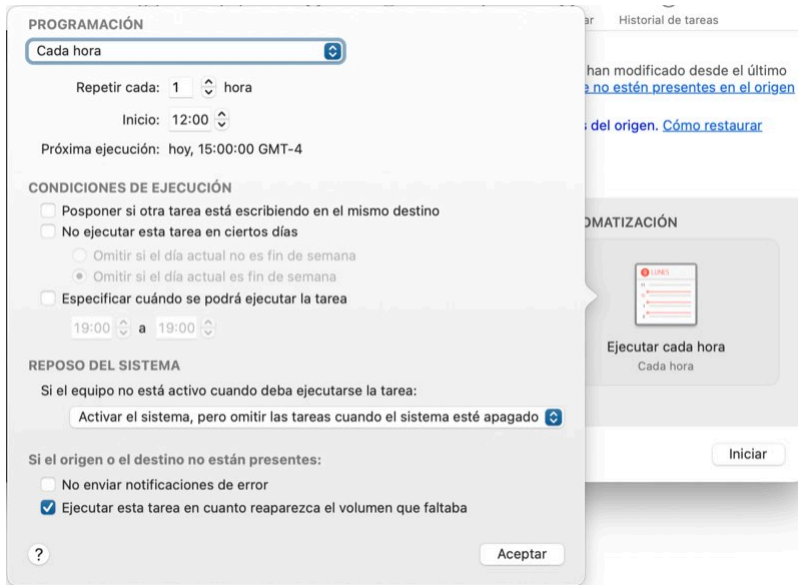 PROGRAMACIÓN
Cada hora
Repetir cada: 1 hora
Inicio: 12:00
Próxima ejecución: hoy, 15:00:00 GMT-4
CONDICIONES DE EJECUCIÓN
Posponer si otra tarea está escribiendo en el mismo destino
No ejecutar esta tarea en ciertos días
Omitir si el día actual no es fin de semana
Omitir si el día actual es fin de semana
Especificar cuándo se podrá ejecutar la tarea
19:00 a 19:00
REPOSO DEL SISTEMA
Si el equipo no está activo cuando deba ejecutarse la tarea:
Activar el sistema, pero omitir las tareas cuando el sistema esté apagado
Si el origen o el destino no están presentes:
No enviar notificaciones de error
Ejecutar esta tarea en cuanto reaparezca el volumen que faltaba
?
Aceptar
ar Historial de tareas
han modificado desde el último
e no estén presentes en el origen
del origen. Cómo restaurar
OMATIZACIÓN
LUNES
Ejecutar cada hora
Cada hora
Iniciar